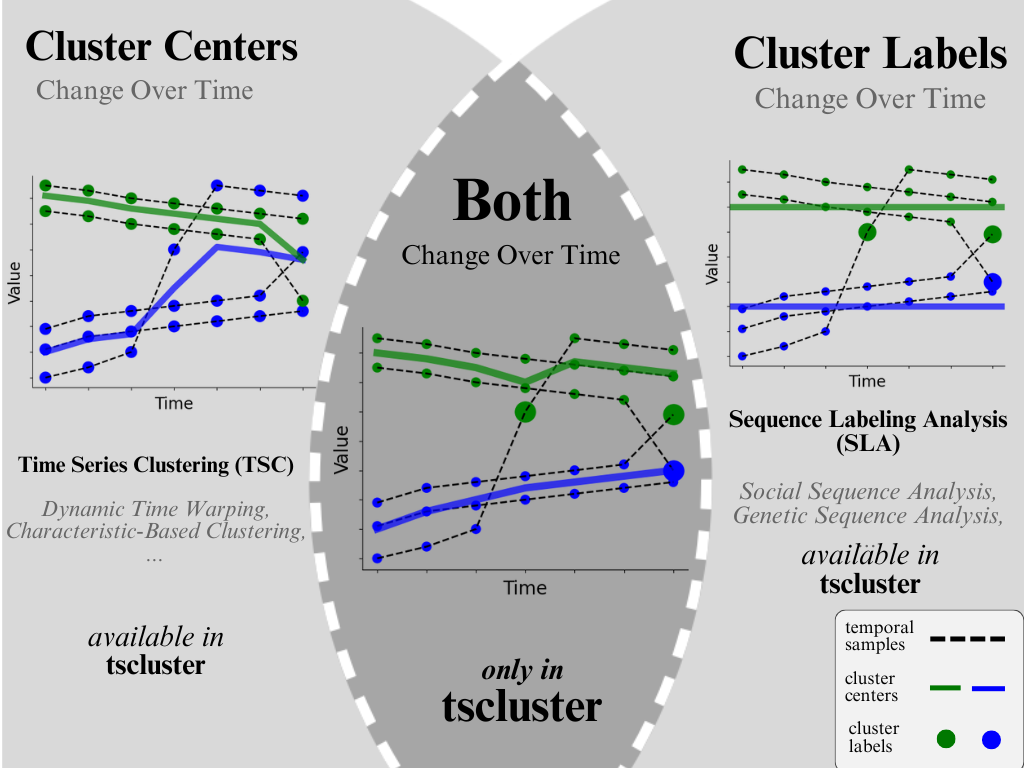 Cluster Centers
Change Over Time
Value
Time
Time Series Clustering (TSC)
Dynamic Time Warping,
Characteristic-Based Clustering,
...
available in
tscluster
Both
Change Over Time
Value
Time
only in
tscluster
Cluster Labels
Change Over Time
Value
Time
Sequence Labeling Analysis
(SLA)
Social Sequence Analysis,
Genetic Sequence Analysis,
...
available in
tscluster
temporal
samples
cluster
centers
cluster
labels